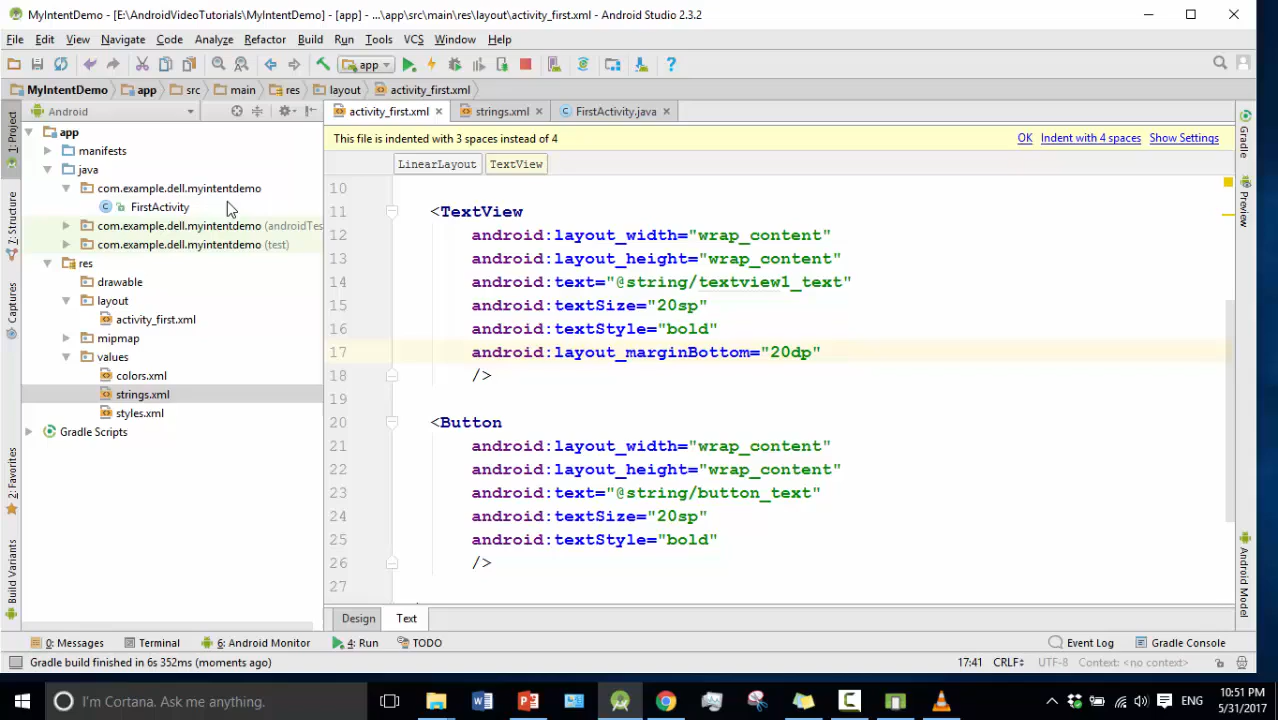 MyIntentDemo - [E:\AndroidVideoTutorials\MyIntentDemo] - [app] - ...\app\src\main\res\layout\activity_first.xml - Android Studio 2.3.2
File Edit View Navigate Code Analyze Refactor Build Run Tools VCS Window Help
app
MyIntentDemo app src main res layout activity_first.xml
Android
activity_first.xml strings.xml FirstActivity.java
This file is indented with 3 spaces instead of 4 OK Indent with 4 spaces Show Settings
LinearLayout TextView
1: Project
7: Structure
Captures
2: Favorites
Build Variants
app
manifests
java
com.example.dell.myintentdemo
FirstActivity
com.example.dell.myintentdemo (androidTes
com.example.dell.myintentdemo (test)
res
drawable
layout
activity_first.xml
mipmap
values
colors.xml
strings.xml
styles.xml
Gradle Scripts
10
11 <TextView
12 android:layout_width="wrap_content"
13 android:layout_height="wrap_content"
14 android:text="@string/textview1_text"
15 android:textSize="20sp"
16 android:textStyle="bold"
17 android:layout_marginBottom="20dp"
18 />
19
20 <Button
21 android:layout_width="wrap_content"
22 android:layout_height="wrap_content"
23 android:text="@string/button_text"
24 android:textSize="20sp"
25 android:textStyle="bold"
26 />
27
Gradle
Preview
Android Model
Design Text
0: Messages Terminal 6: Android Monitor 4: Run TODO Event Log Gradle Console
Gradle build finished in 6s 352ms (moments ago) 17:41 CRLF UTF-8 Context: <no context>
I'm Cortana. Ask me anything. ENG 10:51 PM
5/31/2017